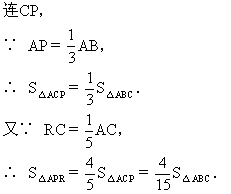 连CP，
∵ AP = 1/3 AB，
∴ S△ACP = 1/3 S△ABC.
又∵ RC = 1/5 AC，
∴ S△APR = 4/5 S△ACP = 4/15 S△ABC.